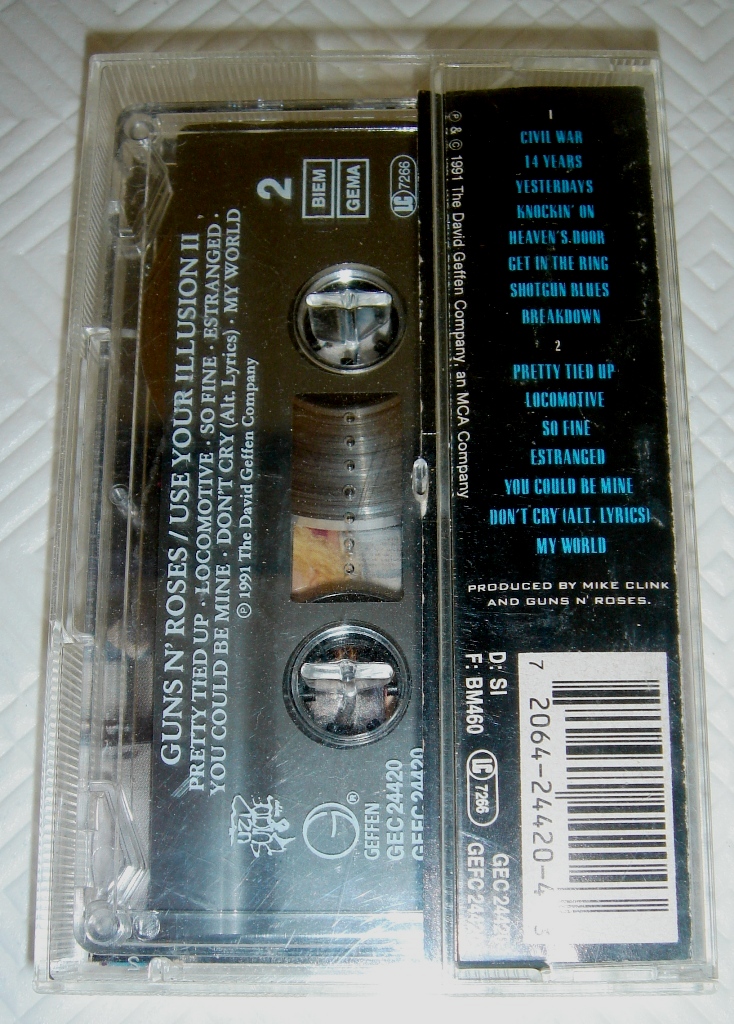 2
BIEM
GEMA
LC 7266
GUNS N' ROSES / USE YOUR ILLUSION II
PRETTY TIED UP · LOCOMOTIVE · SO FINE · ESTRANGED ·
YOU COULD BE MINE · DON'T CRY (Alt. Lyrics) · MY WORLD
© 1991 The David Geffen Company
GEFFEN
®
GEC 24420
GEFC 24420
℗ & © 1991 The David Geffen Company, an MCA Company
1
CIVIL WAR
14 YEARS
YESTERDAYS
KNOCKIN' ON
HEAVEN'S DOOR
GET IN THE RING
SHOTGUN BLUES
BREAKDOWN
2
PRETTY TIED UP
LOCOMOTIVE
SO FINE
ESTRANGED
YOU COULD BE MINE
DON'T CRY (ALT. LYRICS)
MY WORLD
PRODUCED BY MIKE CLINK
AND GUNS N' ROSES.
D: SI
F: BM460
LC 7266
7 2064-24420-4 3